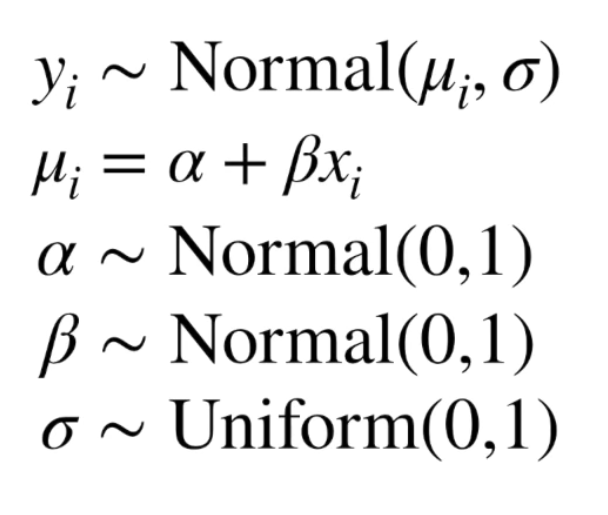 yᵢ ~ Normal(μᵢ, σ)
μᵢ = α + βxᵢ
α ~ Normal(0,1)
β ~ Normal(0,1)
σ ~ Uniform(0,1)